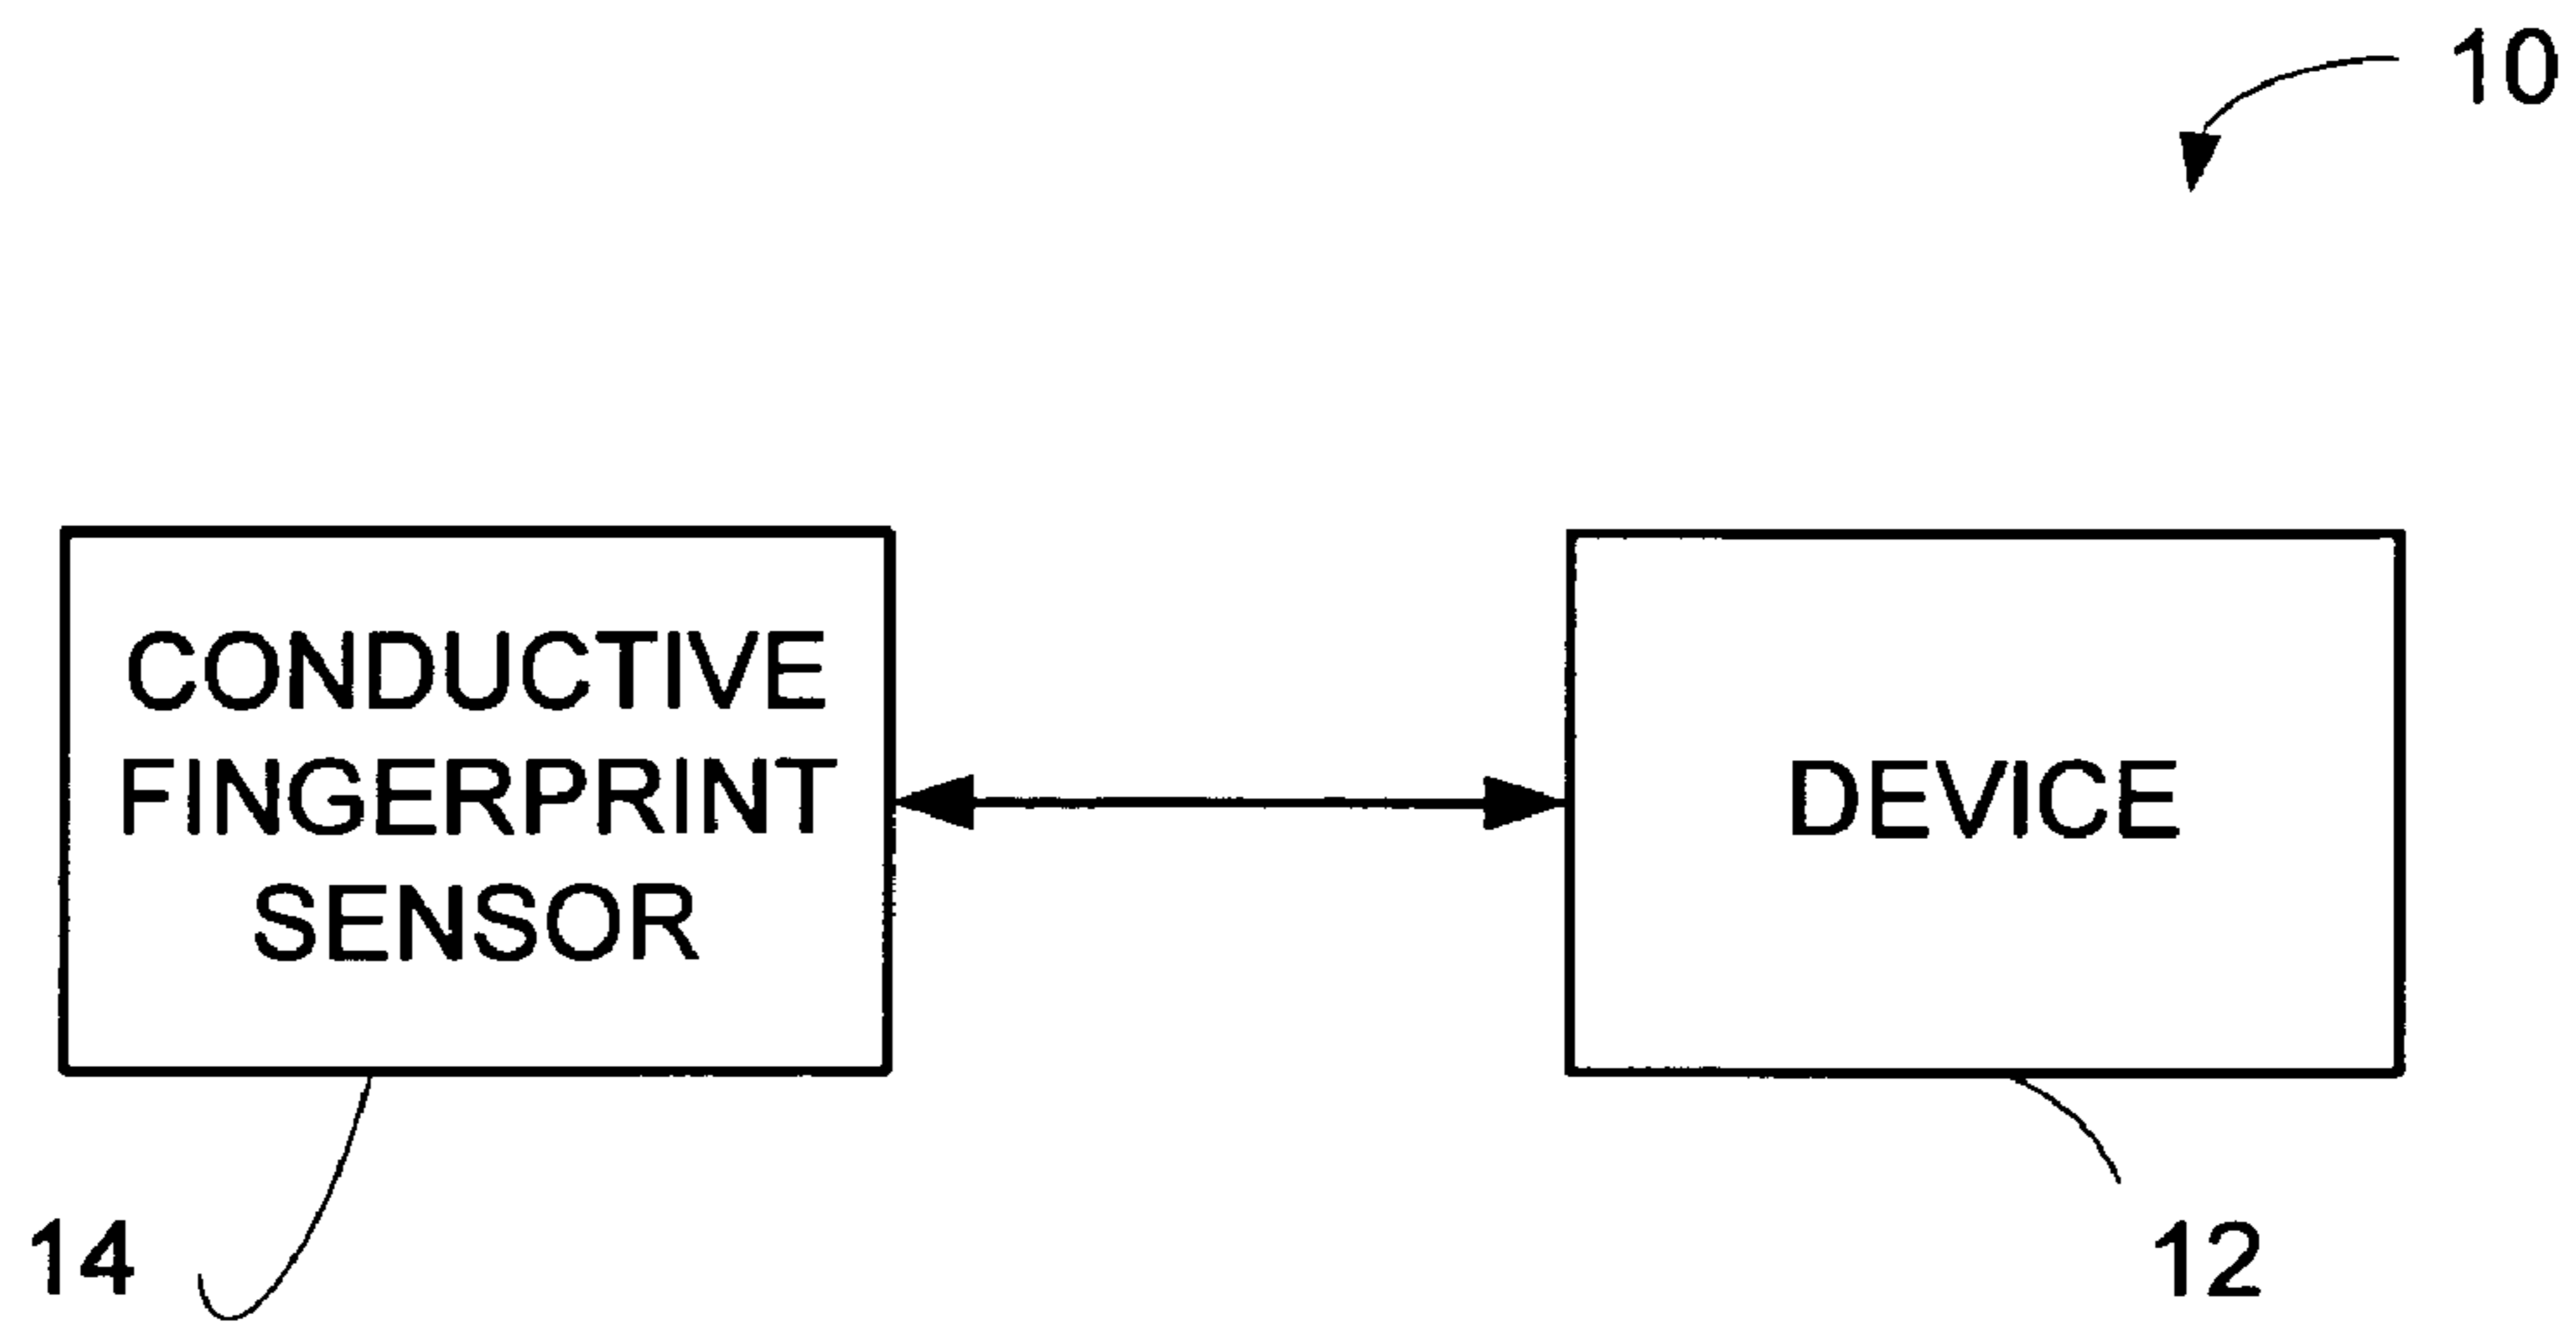 10
CONDUCTIVE
FINGERPRINT
SENSOR
DEVICE
14
12